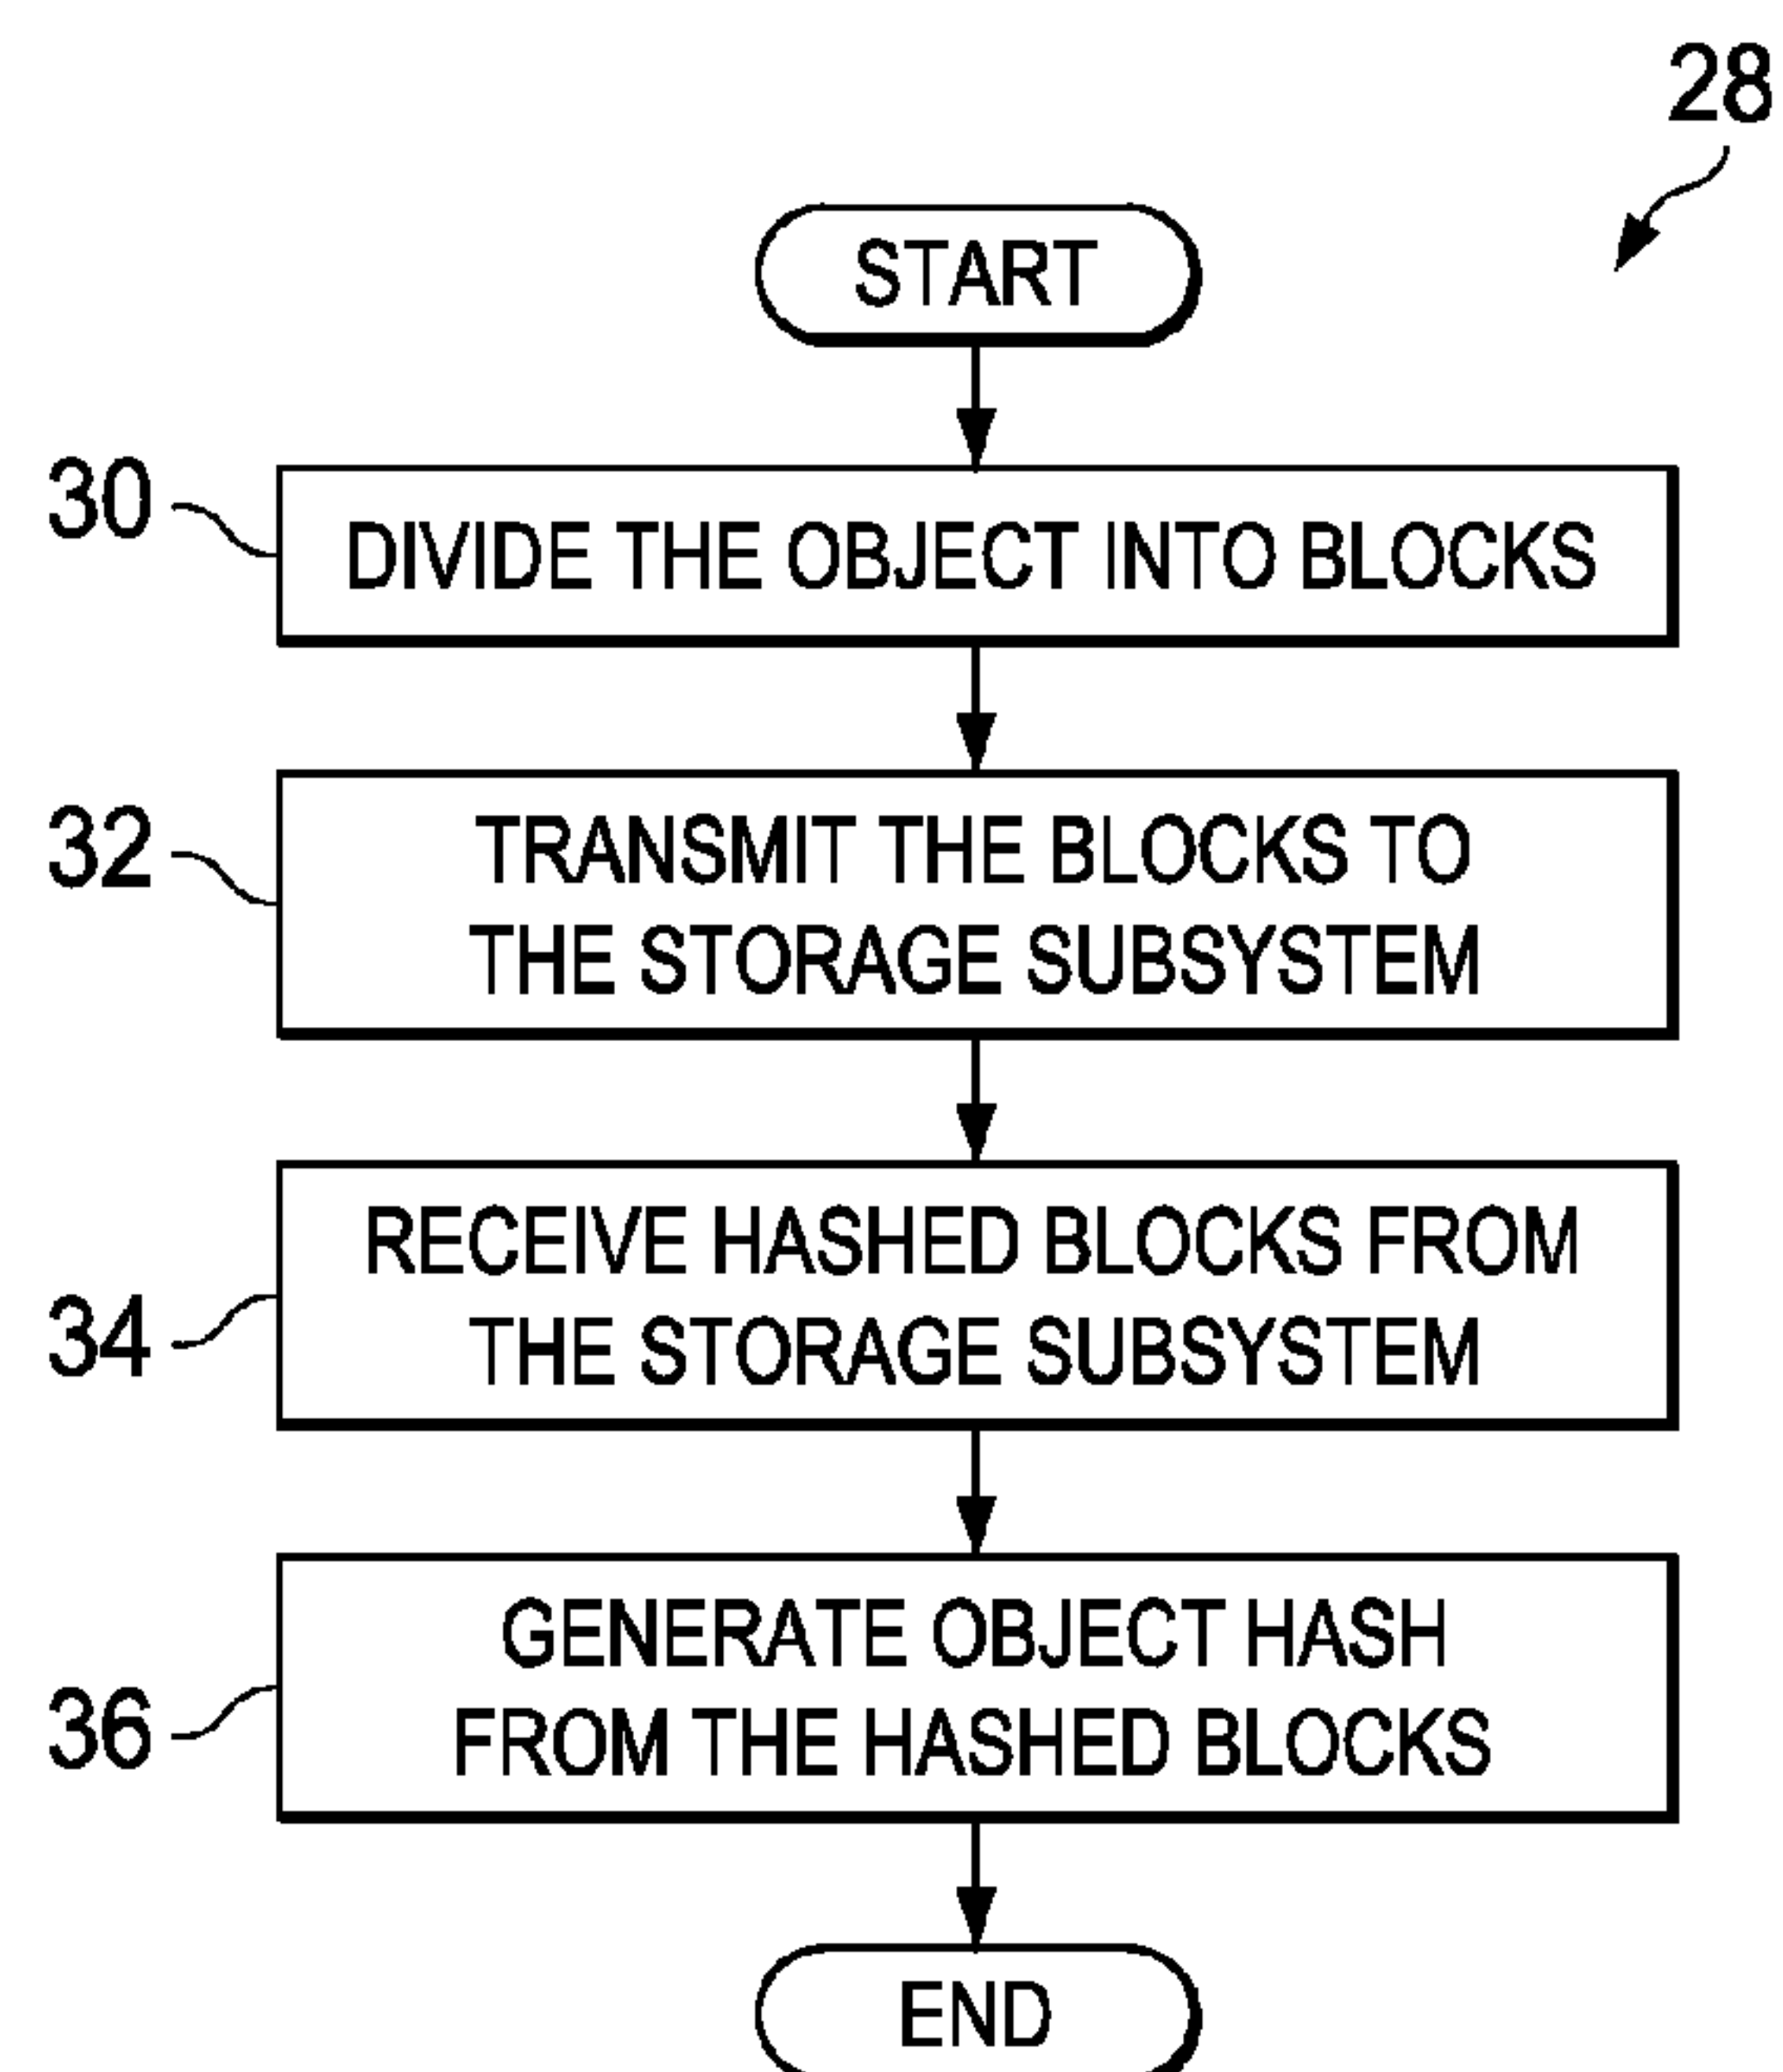 28
START
30
DIVIDE THE OBJECT INTO BLOCKS
32
TRANSMIT THE BLOCKS TO
THE STORAGE SUBSYSTEM
34
RECEIVE HASHED BLOCKS FROM
THE STORAGE SUBSYSTEM
36
GENERATE OBJECT HASH
FROM THE HASHED BLOCKS
END